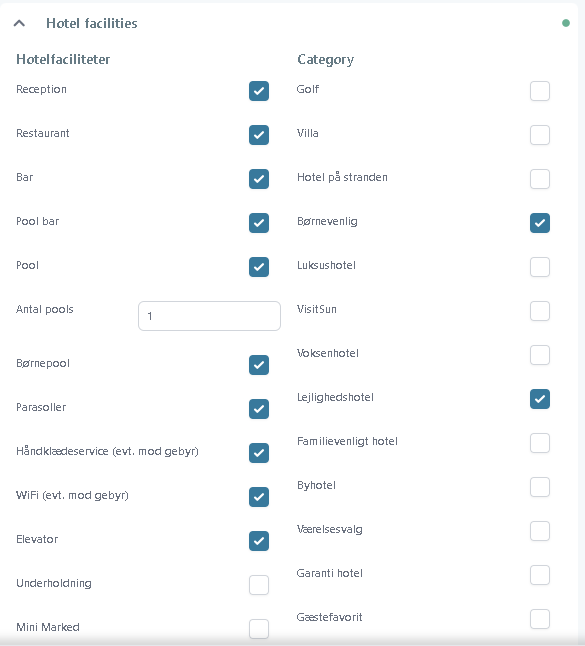 Hotel facilities
Hotelfaciliteter
Reception
Restaurant
Bar
Pool bar
Pool
Antal pools
1
Børnepool
Parasoller
Håndklædeservice (evt. mod gebyr)
WiFi (evt. mod gebyr)
Elevator
Underholdning
Mini Marked
Category
Golf
Villa
Hotel på stranden
Børnevenlig
Luksushotel
VisitSun
Voksenhotel
Lejlighedshotel
Familievenligt hotel
Byhotel
Værelsesvalg
Garanti hotel
Gæstefavorit